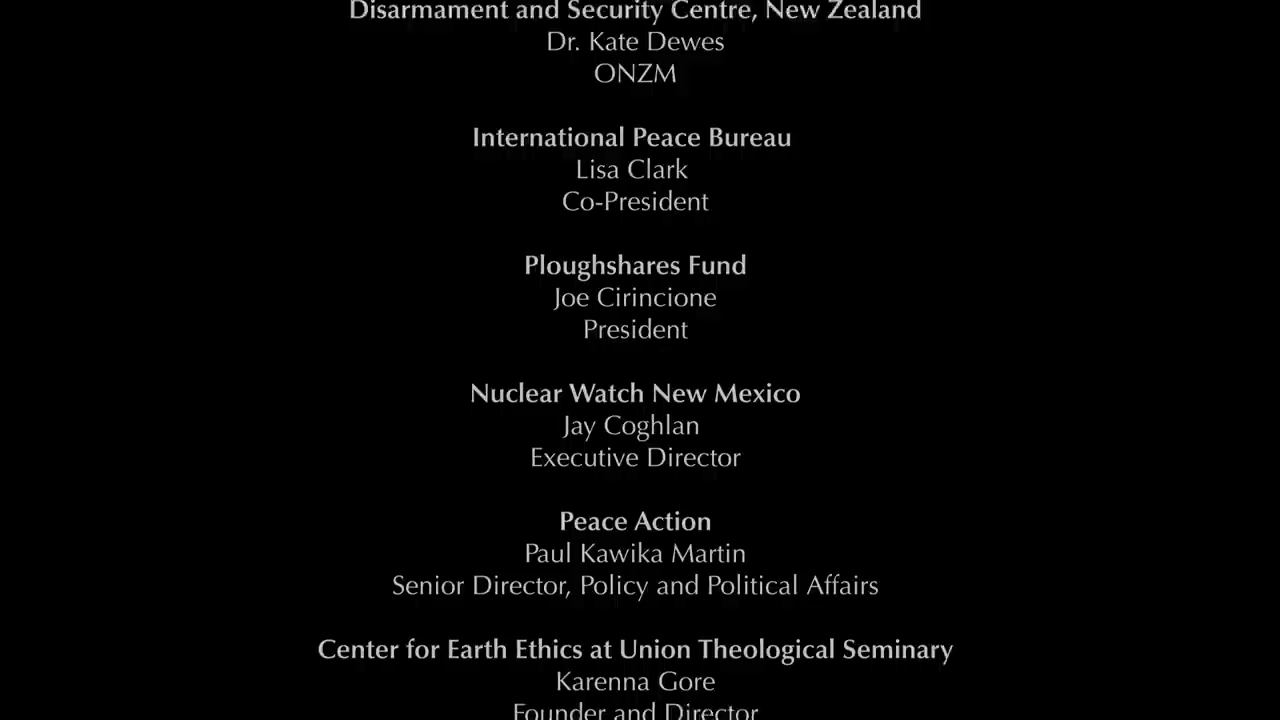 Disarmament and Security Centre, New Zealand
Dr. Kate Dewes
ONZM
International Peace Bureau
Lisa Clark
Co-President
Ploughshares Fund
Joe Cirincione
President
Nuclear Watch New Mexico
Jay Coghlan
Executive Director
Peace Action
Paul Kawika Martin
Senior Director, Policy and Political Affairs
Center for Earth Ethics at Union Theological Seminary
Karenna Gore
Founder and Director